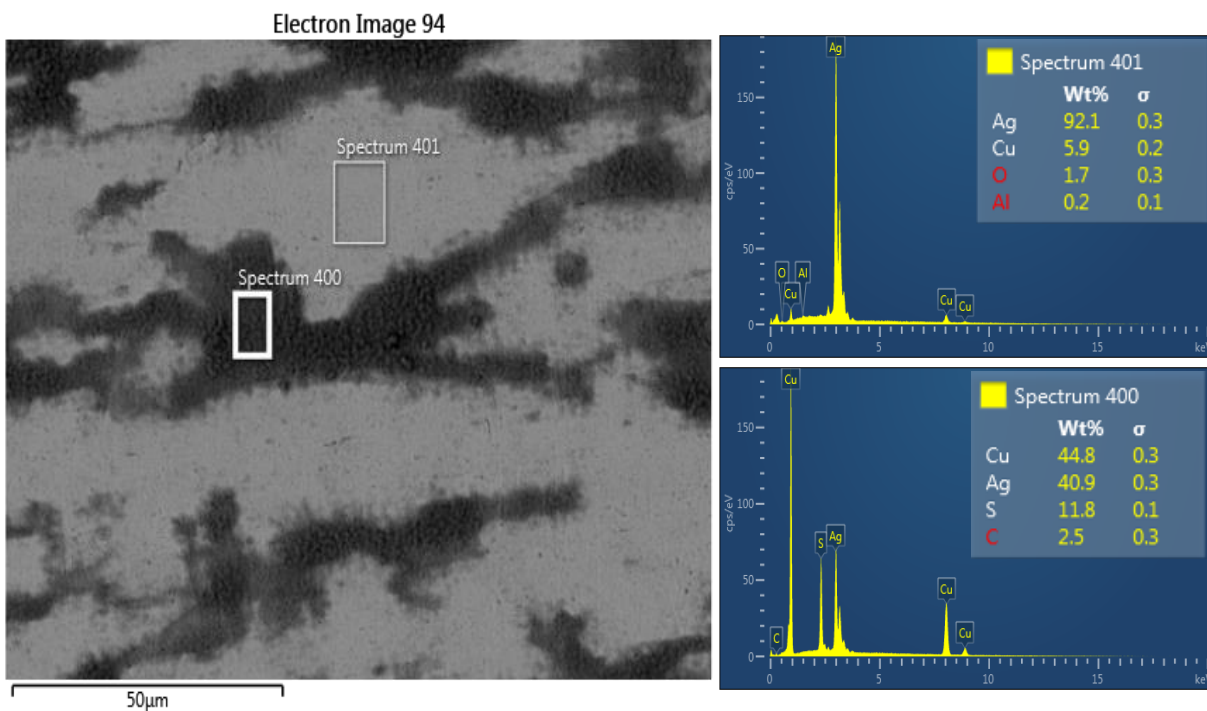 Electron Image 94
Spectrum 401
Spectrum 400
50µm
Ag
Spectrum 401
Wt% σ
Ag 92.1 0.3
Cu 5.9 0.2
O 1.7 0.3
Al 0.2 0.1
cps/eV
150
100
50
0
O Al
Cu Cu Cu
0 5 10 15 ke
Cu
Spectrum 400
Wt% σ
Cu 44.8 0.3
Ag 40.9 0.3
S 11.8 0.1
C 2.5 0.3
cps/eV
150
100
50
0
S Ag
Cu
C Cu
0 5 10 15 ke